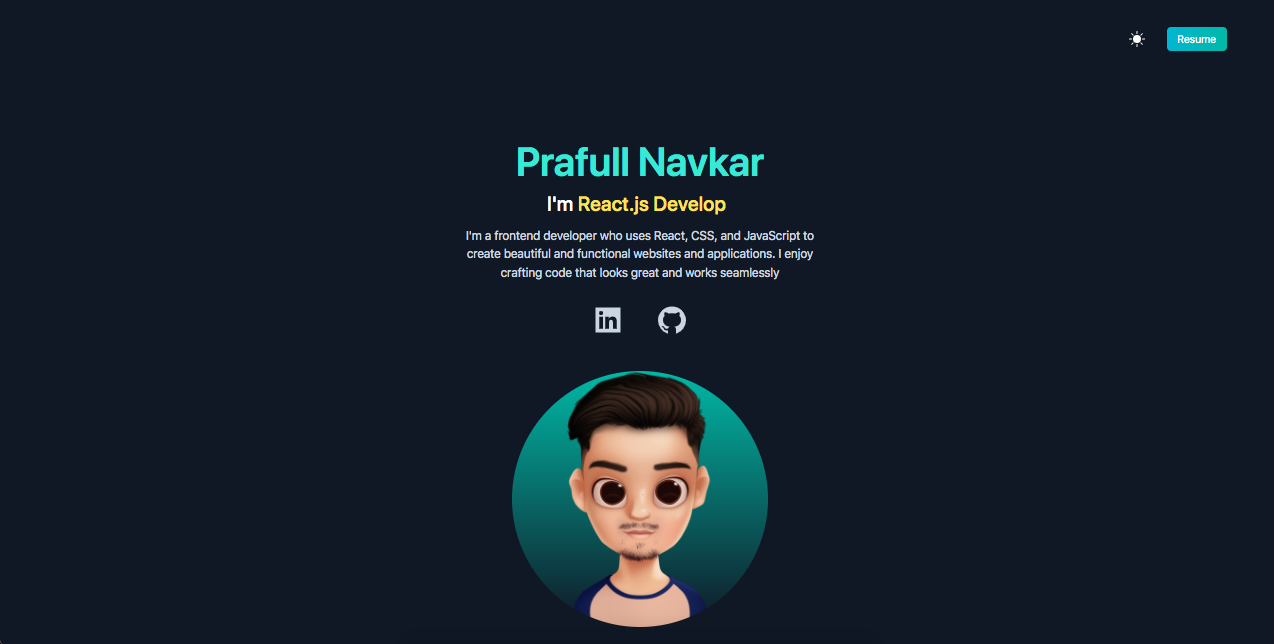 Resume
Prafull Navkar
I'm React.js Develop
I'm a frontend developer who uses React, CSS, and JavaScript to
create beautiful and functional websites and applications. I enjoy
crafting code that looks great and works seamlessly
in